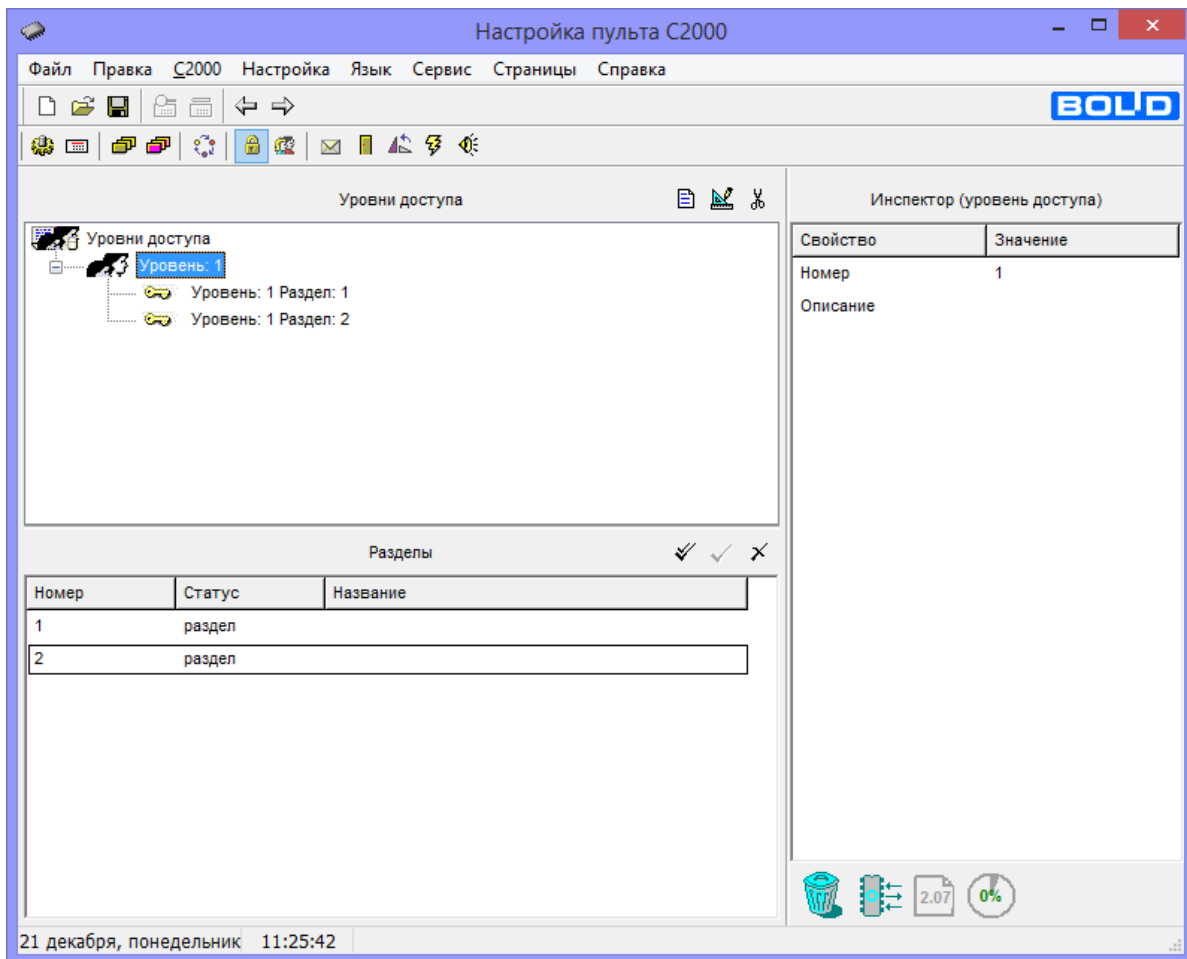 Настройка пульта С2000
Файл Правка С2000 Настройка Язык Сервис Страницы Справка
BOLID
Уровни доступа
Инспектор (уровень доступа)
Уровни доступа
Уровень: 1
Уровень: 1 Раздел: 1
Уровень: 1 Раздел: 2
Свойство Значение
Номер 1
Описание
Разделы
Номер Статус Название
1 раздел
2 раздел
2.07 0%
21 декабря, понедельник 11:25:42